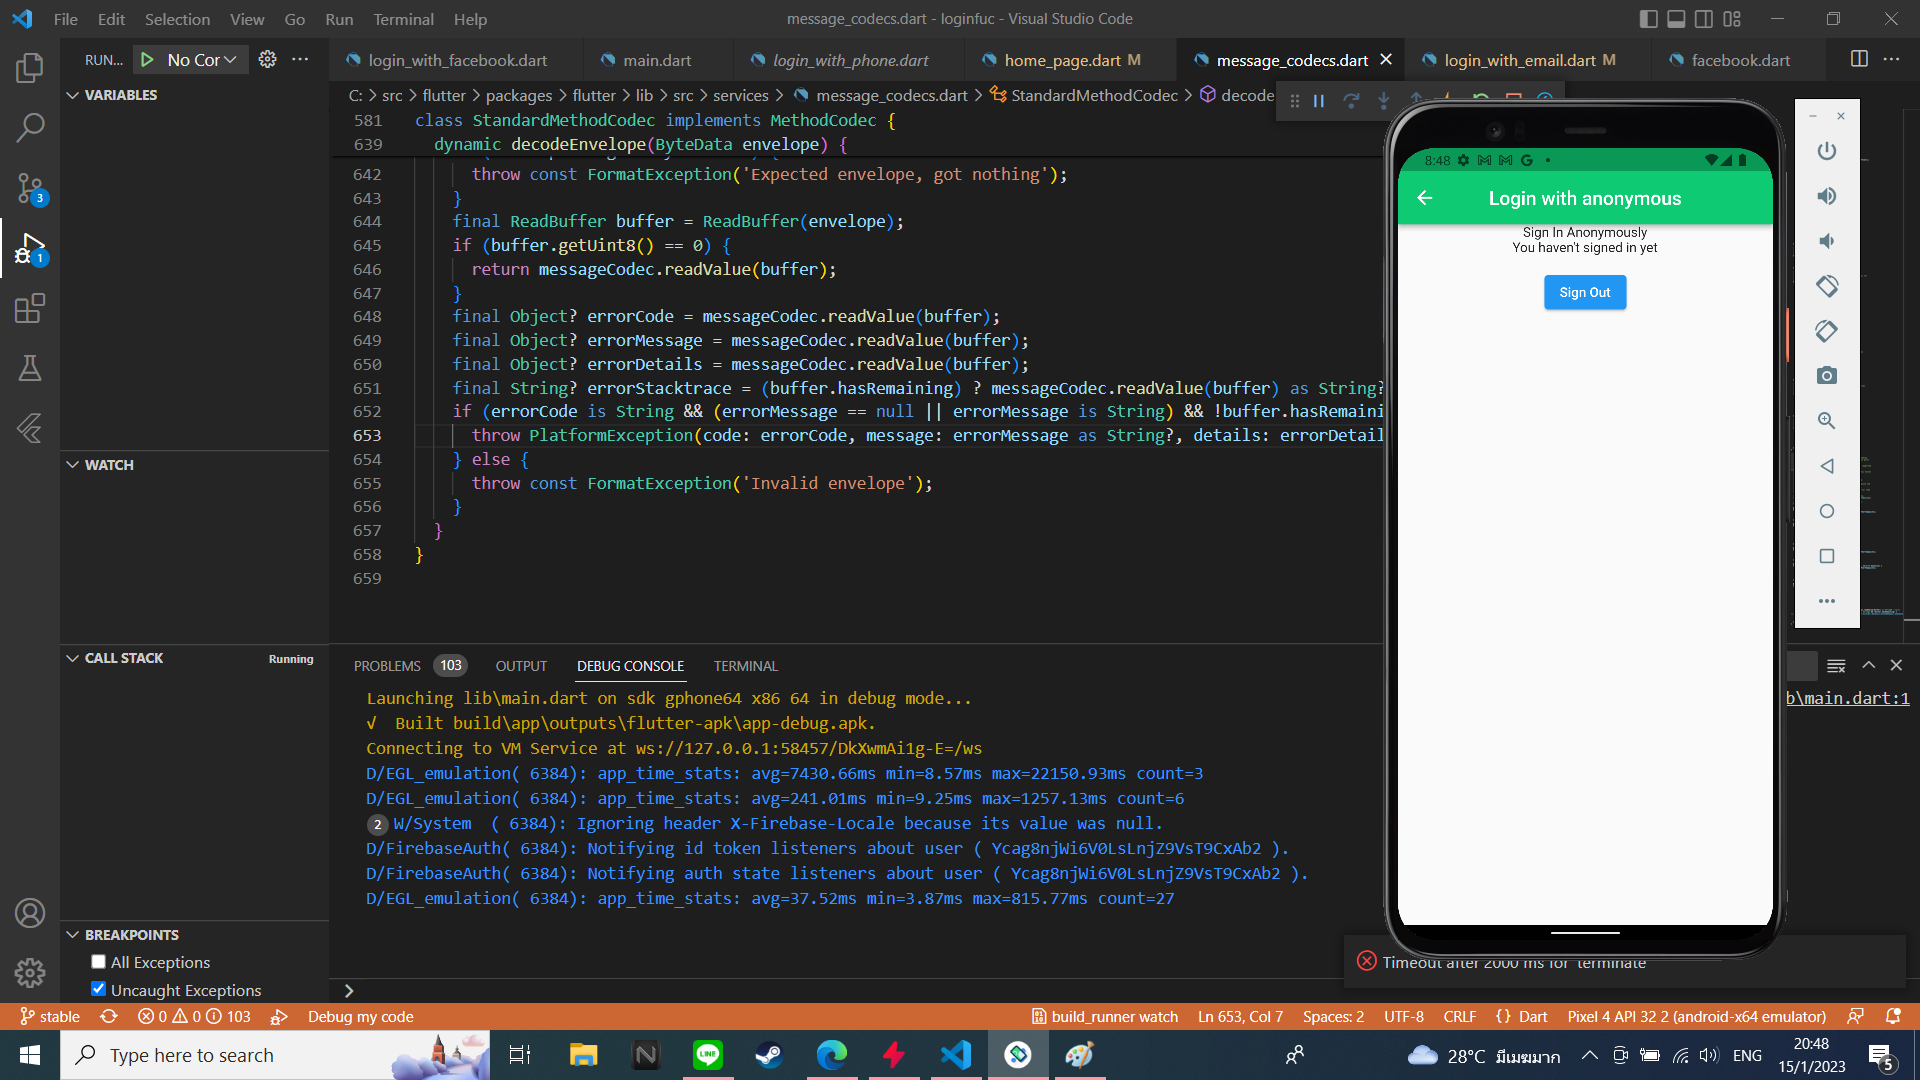 File Edit Selection View Go Run Terminal Help
message_codecs.dart - loginfuc - Visual Studio Code
RUN... No Cor
login_with_facebook.dart
main.dart
login_with_phone.dart
home_page.dart M
message_codecs.dart
login_with_email.dart M
facebook.dart
VARIABLES
WATCH
CALL STACK
Running
BREAKPOINTS
All Exceptions
Uncaught Exceptions
3
1
C: > src > flutter > packages > flutter > lib > src > services > message_codecs.dart > StandardMethodCodec > decode
581 class StandardMethodCodec implements MethodCodec {
639 dynamic decodeEnvelope(ByteData envelope) {
642 throw const FormatException('Expected envelope, got nothing');
643 }
644 final ReadBuffer buffer = ReadBuffer(envelope);
645 if (buffer.getUint8() == 0) {
646 return messageCodec.readValue(buffer);
647 }
648 final Object? errorCode = messageCodec.readValue(buffer);
649 final Object? errorMessage = messageCodec.readValue(buffer);
650 final Object? errorDetails = messageCodec.readValue(buffer);
651 final String? errorStacktrace = (buffer.hasRemaining) ? messageCodec.readValue(buffer) as String?
652 if (errorCode is String && (errorMessage == null || errorMessage is String) && !buffer.hasRemaini
653 throw PlatformException(code: errorCode, message: errorMessage as String?, details: errorDetail
654 } else {
655 throw const FormatException('Invalid envelope');
656 }
657 }
658 }
659
PROBLEMS 103 OUTPUT DEBUG CONSOLE TERMINAL
Launching lib\main.dart on sdk gphone64 x86 64 in debug mode...
b\main.dart:1
√ Built build\app\outputs\flutter-apk\app-debug.apk.
Connecting to VM Service at ws://127.0.0.1:58457/DkXwmAi1g-E=/ws
D/EGL_emulation( 6384): app_time_stats: avg=7430.66ms min=8.57ms max=22150.93ms count=3
D/EGL_emulation( 6384): app_time_stats: avg=241.01ms min=9.25ms max=1257.13ms count=6
2 W/System ( 6384): Ignoring header X-Firebase-Locale because its value was null.
D/FirebaseAuth( 6384): Notifying id token listeners about user ( Ycag8njWi6V0LsLnjZ9VsT9CxAb2 ).
D/FirebaseAuth( 6384): Notifying auth state listeners about user ( Ycag8njWi6V0LsLnjZ9VsT9CxAb2 ).
D/EGL_emulation( 6384): app_time_stats: avg=37.52ms min=3.87ms max=815.77ms count=27
8:48
Login with anonymous
Sign In Anonymously
You haven't signed in yet
Sign Out
Timeout after 2000 ms for 'terminate'
stable 0 0 103 Debug my code
build_runner watch Ln 653, Col 7 Spaces: 2 UTF-8 CRLF {} Dart Pixel 4 API 32 2 (android-x64 emulator)
Type here to search
LINE
28°C มีเมฆมาก
ENG
20:48
15/1/2023
5